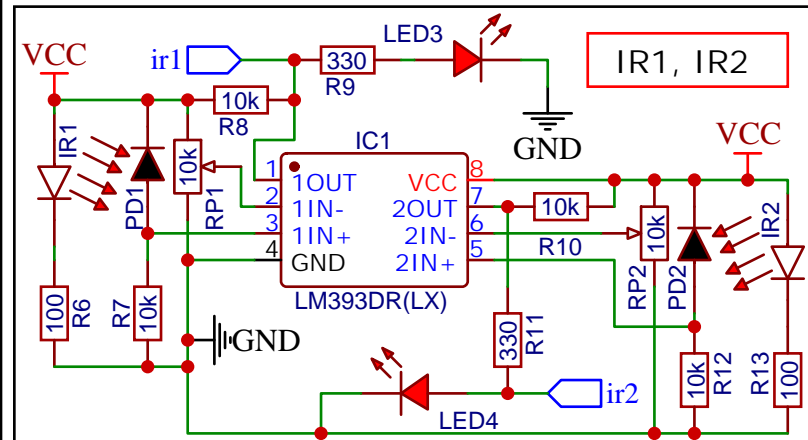 LED3
ir1
330
R9
IR1, IR2
VCC
10k
R8
GND
IR1
PD1
10k
RP1
IC1
VCC
1 1OUT VCC 8
2 1IN- 2OUT 7
3 1IN+ 2IN- 6
4 GND 2IN+ 5
LM393DR(LX)
10k
R10
10k
RP2
PD2
IR2
100
R6
10k
R7
GND
330
R11
LED4
ir2
10k
R12
100
R13